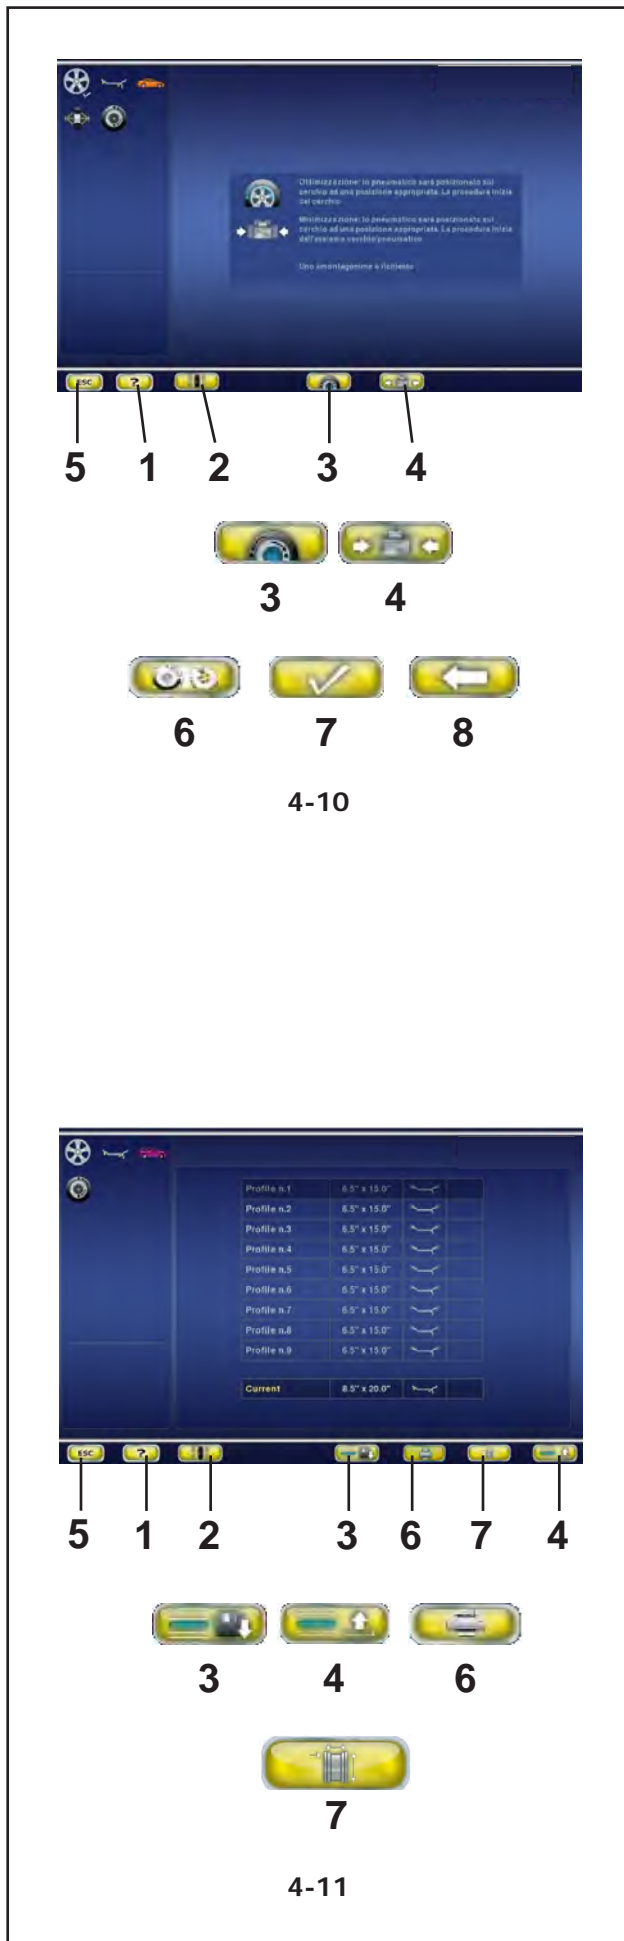 Ottimizzazione: lo pneumatico sarà posizionato sul
cerchio ad una posizione appropriata. La procedura inizia
dal cerchio
Minimizzazione: lo pneumatico sarà posizionato sul
cerchio ad una posizione appropriata. La procedura inizia
dall'assieme cerchio/pneumatico
Uno smontagomme è richiesto
ESC ?
5 1 2 3 4
3 4
6 7 8
4-10
Profile n.1 6.5" x 15.0"
Profile n.2 6.5" x 15.0"
Profile n.3 6.5" x 15.0"
Profile n.4 6.5" x 15.0"
Profile n.5 6.5" x 15.0"
Profile n.6 6.5" x 15.0"
Profile n.7 6.5" x 15.0"
Profile n.8 6.5" x 15.0"
Profile n.9 6.5" x 15.0"
Current 8.5" x 20.0"
ESC ?
5 1 2 3 6 7 4
3 4 6
7
4-11